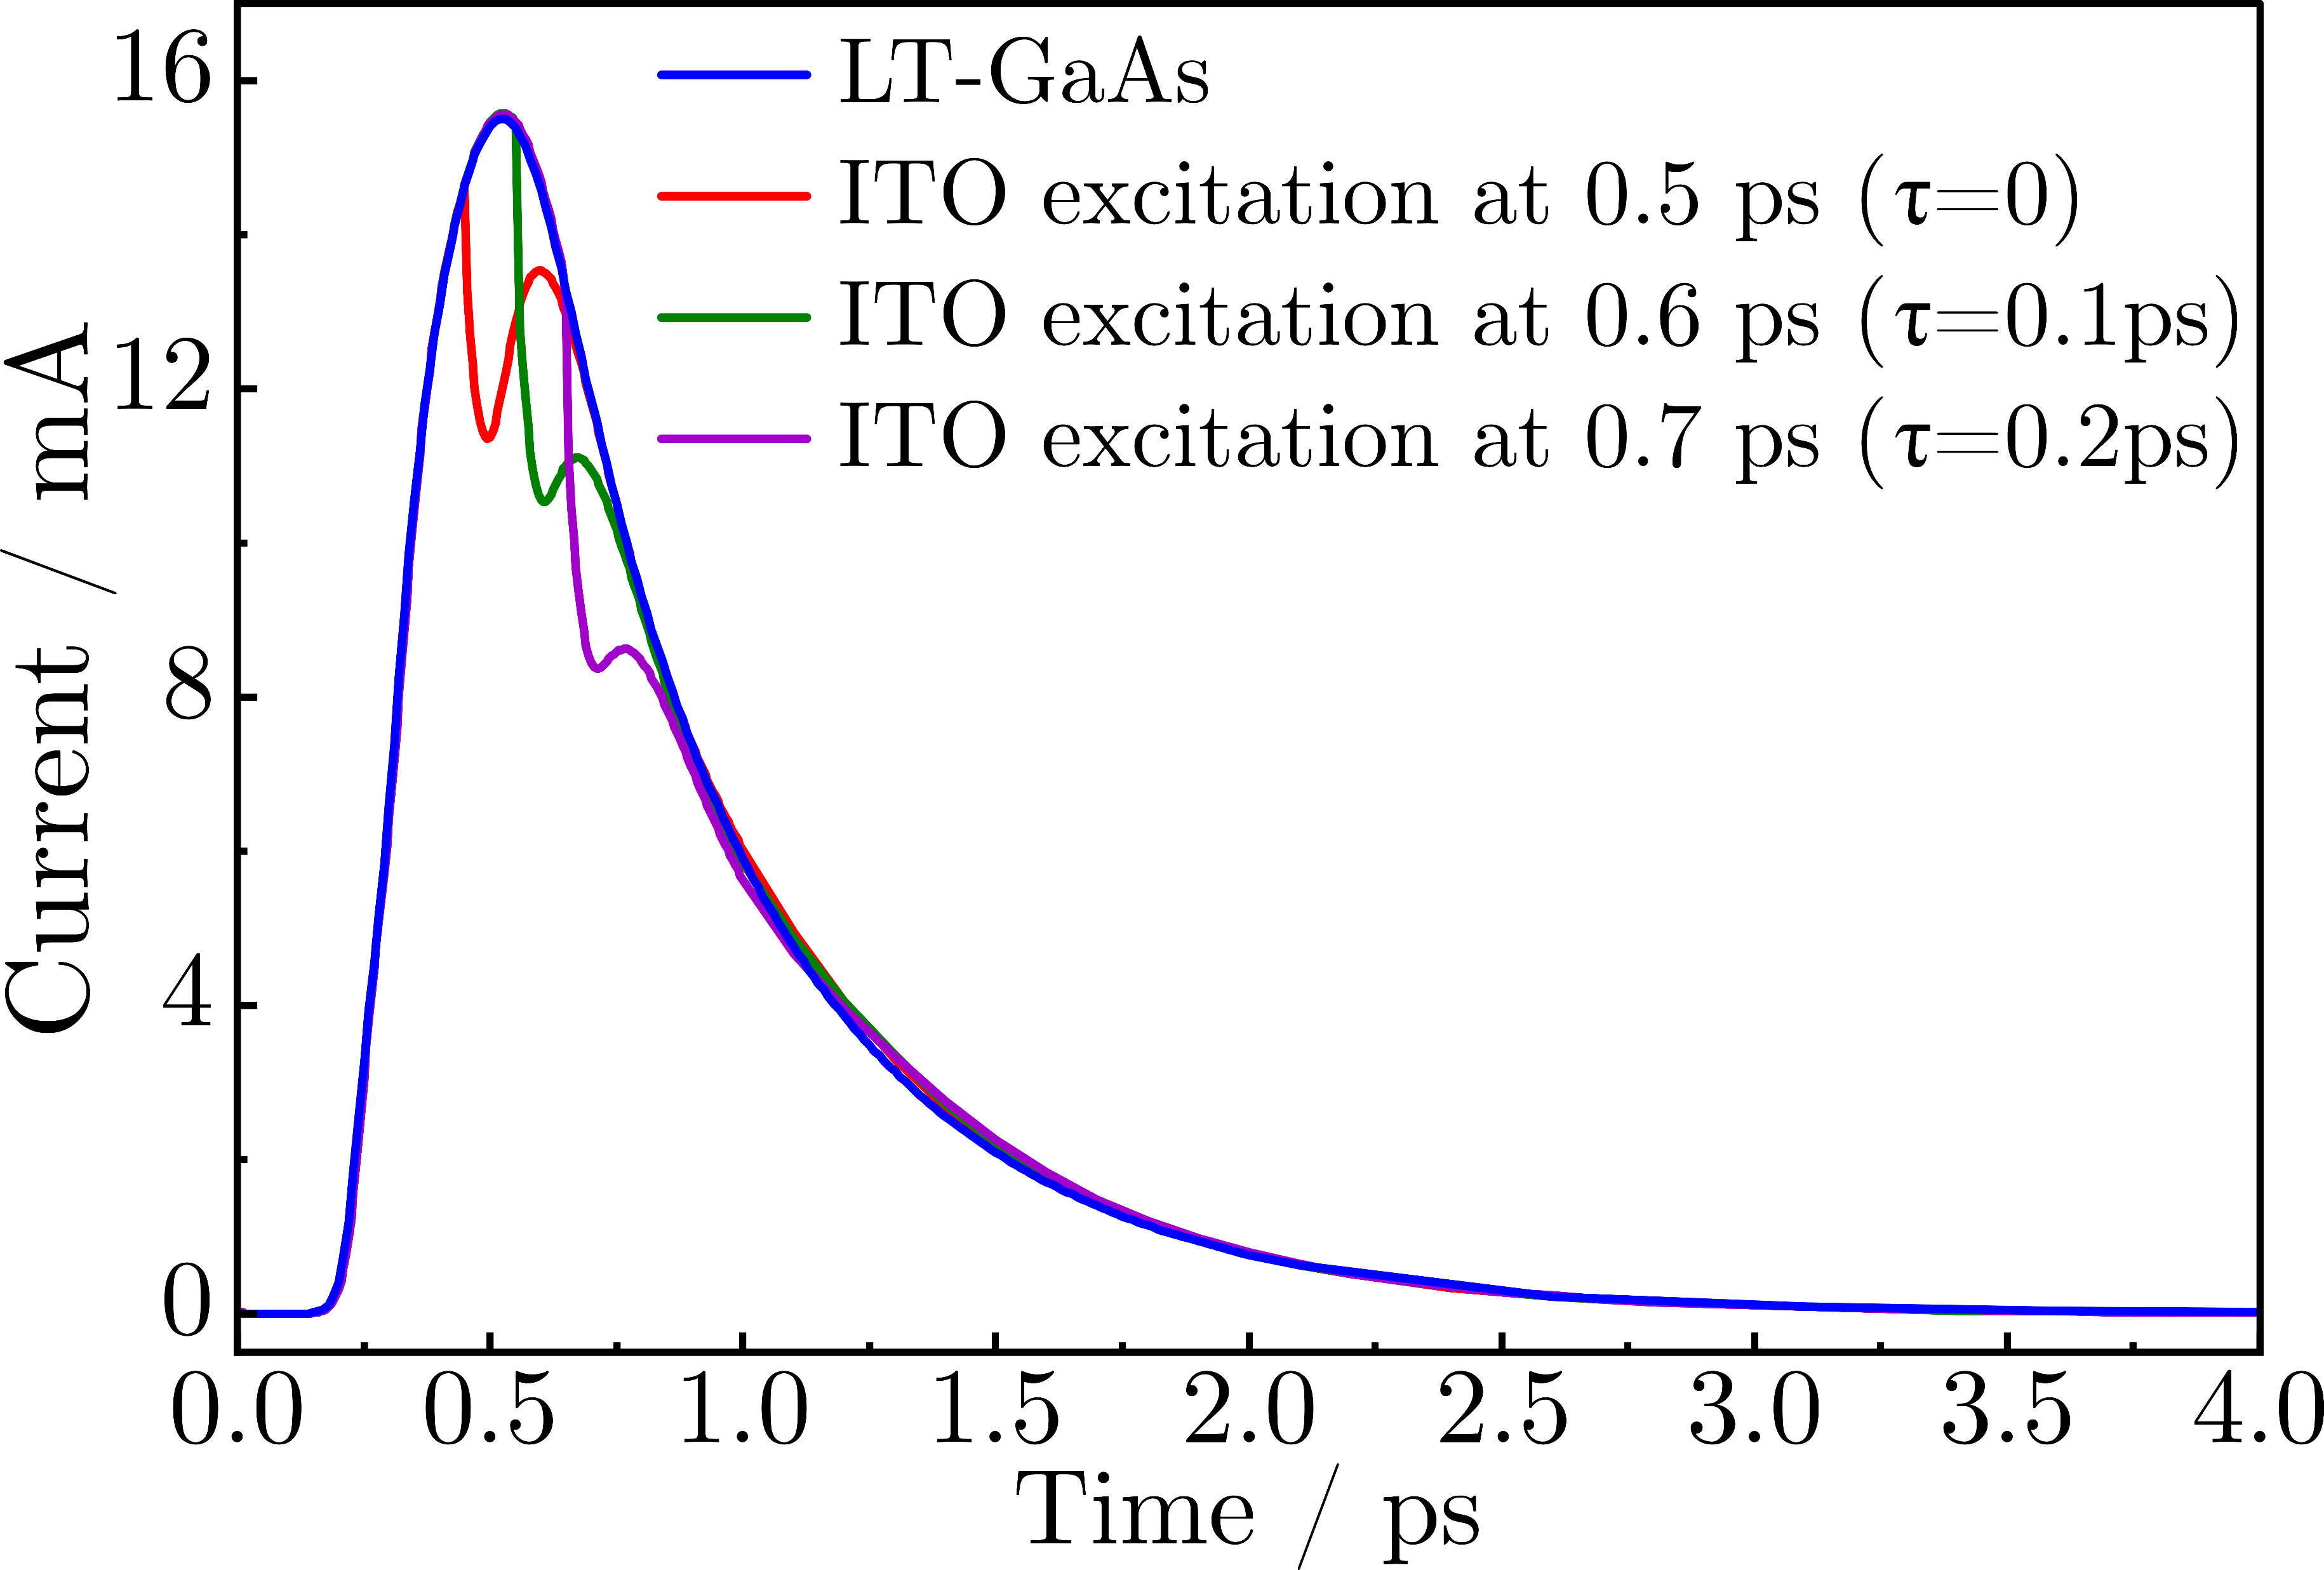 16
12
8
4
0
Current / mA
LT-GaAs
ITO excitation at 0.5 ps (τ=0)
ITO excitation at 0.6 ps (τ=0.1ps)
ITO excitation at 0.7 ps (τ=0.2ps)
0.0 0.5 1.0 1.5 2.0 2.5 3.0 3.5 4.0
Time / ps